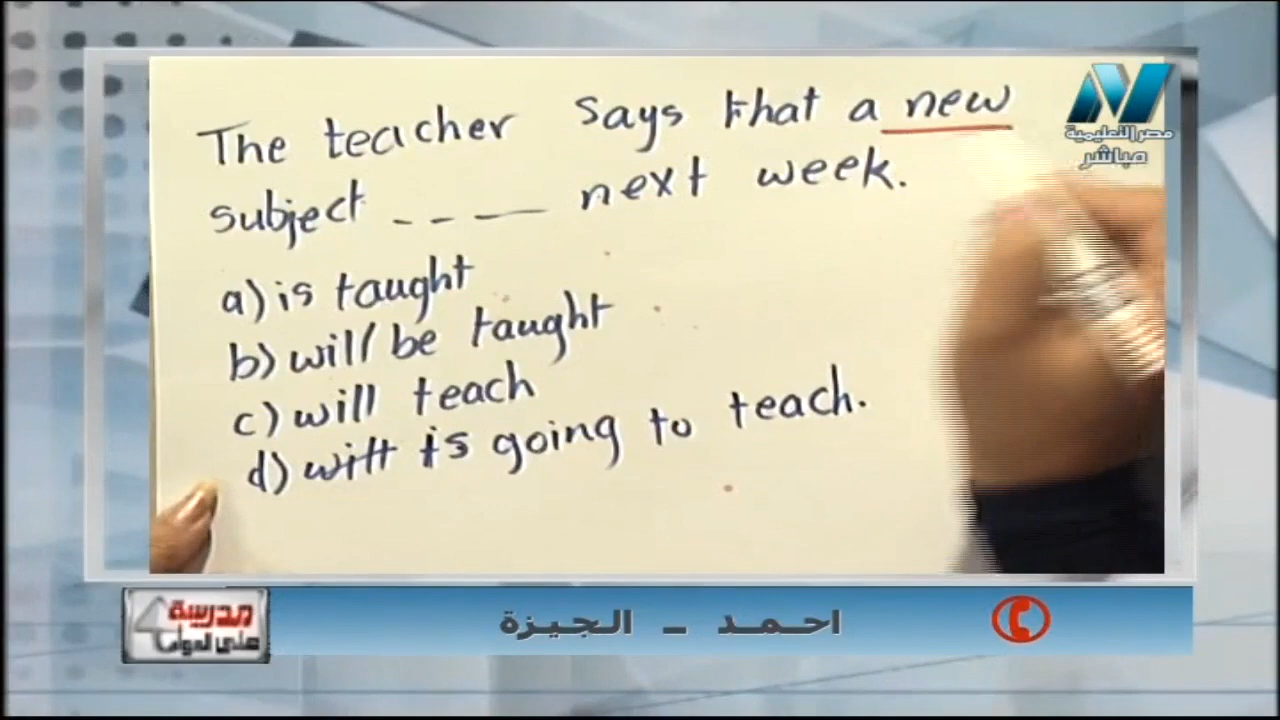 The teacher says that a new
subject _ _ __ next week.
a) is taught
b) will be taught
c) will teach
d) will is going to teach.
مصر التعليمية
مباشر
مدرسة
على الهواء
احمد - الجيزة